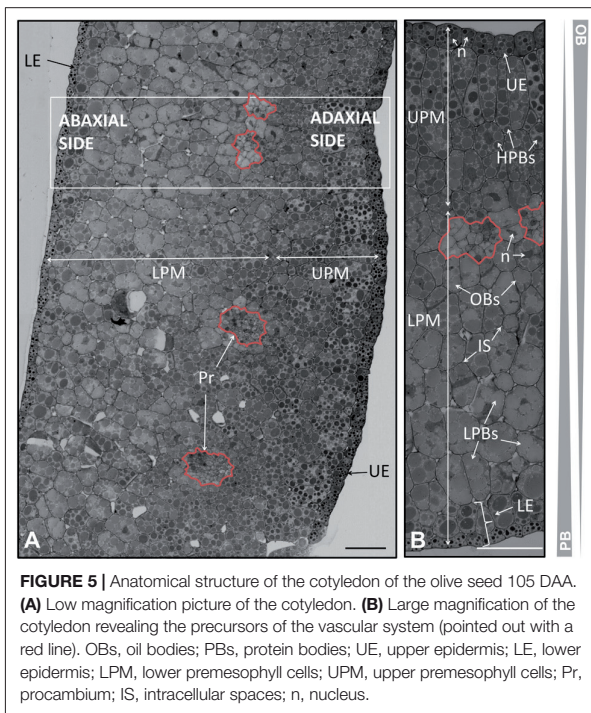 LE
ABAXIAL
SIDE
ADAXIAL
SIDE
LPM
UPM
Pr
UE
A
n
UE
UPM
HPBs
n
OBs
LPM
IS
LPBs
LE
B
OB
PB
FIGURE 5 | Anatomical structure of the cotyledon of the olive seed 105 DAA.
(A) Low magnification picture of the cotyledon. (B) Large magnification of the
cotyledon revealing the precursors of the vascular system (pointed out with a
red line). OBs, oil bodies; PBs, protein bodies; UE, upper epidermis; LE, lower
epidermis; LPM, lower premesophyll cells; UPM, upper premesophyll cells; Pr,
procambium; IS, intracellular spaces; n, nucleus.